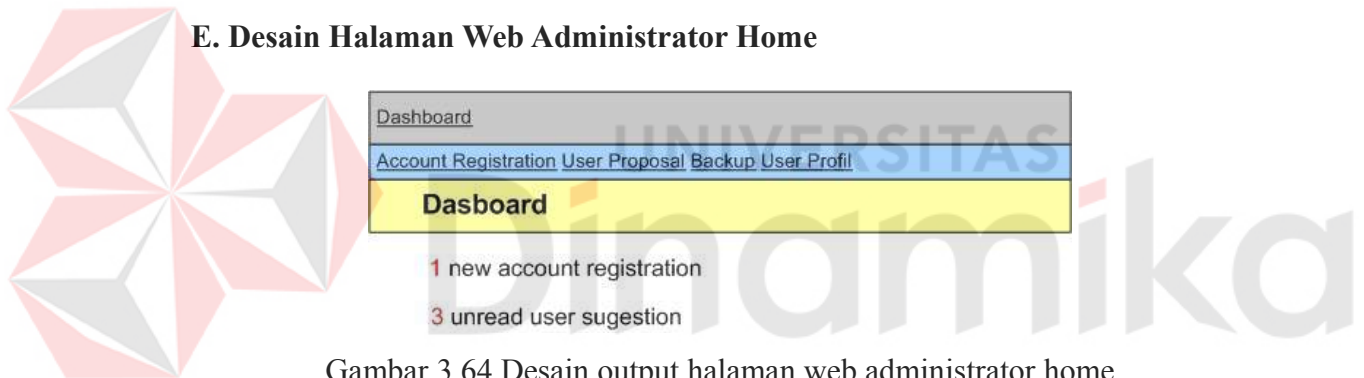 E. Desain Halaman Web Administrator Home
UNIVERSITAS
Dinamika
Dashboard
Account Registration User Proposal Backup User Profil
Dasboard
1 new account registration
3 unread user sugestion
Gambar 3.64 Desain output halaman web administrator home